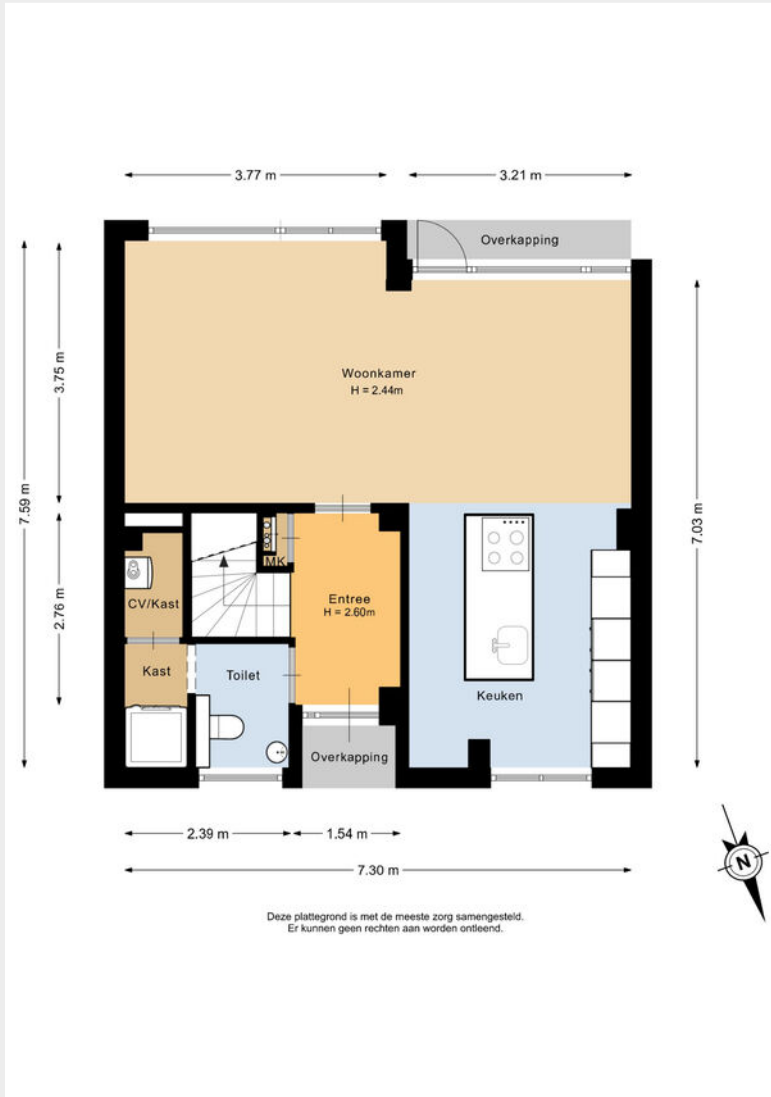 3.77 m
3.21 m
Overkapping
Woonkamer
H = 2.44m
3.75 m
7.59 m
7.03 m
2.76 m
MK
CV/Kast
Entree
H = 2.60m
Kast
Toilet
Keuken
Overkapping
2.39 m
1.54 m
7.30 m
N
Deze plattegrond is met de meeste zorg samengesteld.
Er kunnen geen rechten aan worden ontleend.